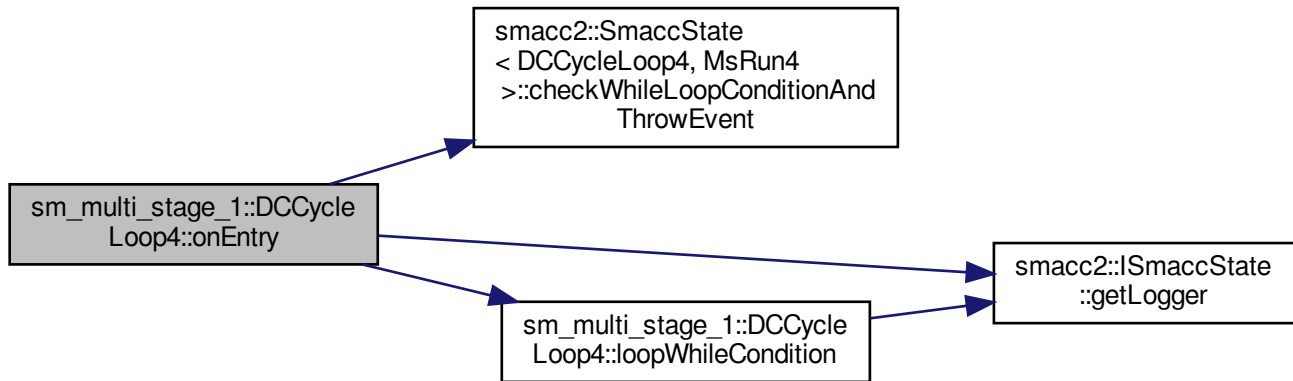 smacc2::SmaccState
< DCCycleLoop4, MsRun4
>::checkWhileLoopConditionAnd
ThrowEvent
sm_multi_stage_1::DCCycle
Loop4::onEntry
smacc2::ISmaccState
::getLogger
sm_multi_stage_1::DCCycle
Loop4::loopWhileCondition